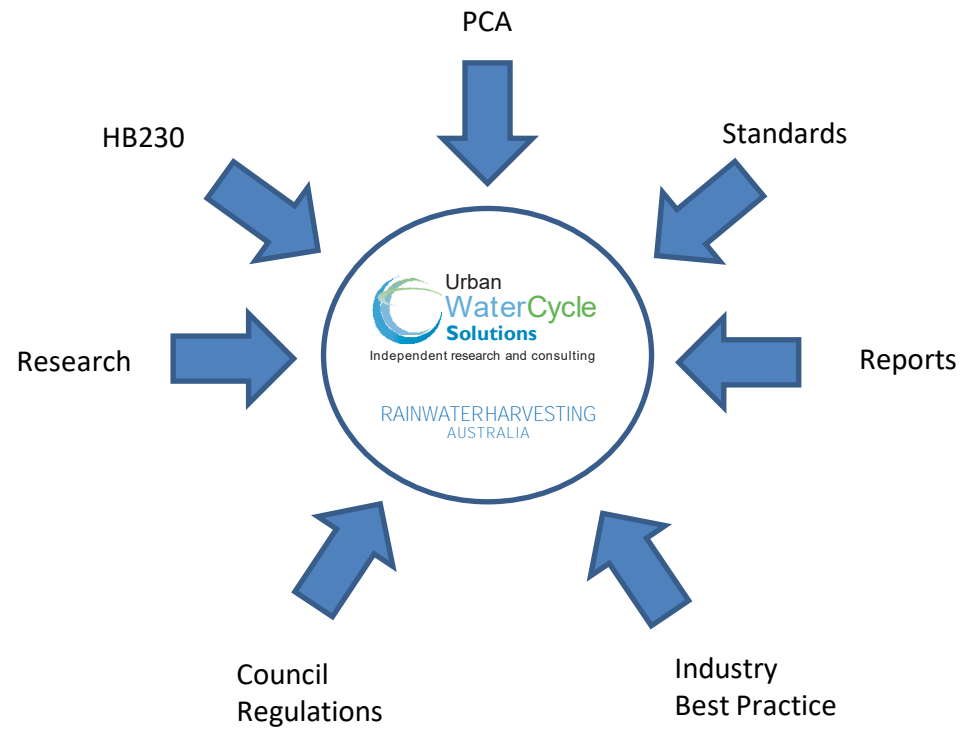 PCA
HB230
Standards
Urban
WaterCycle
Solutions
Independent research and consulting
Research
Reports
RAINWATERHARVESTING
AUSTRALIA
Council
Regulations
Industry
Best Practice